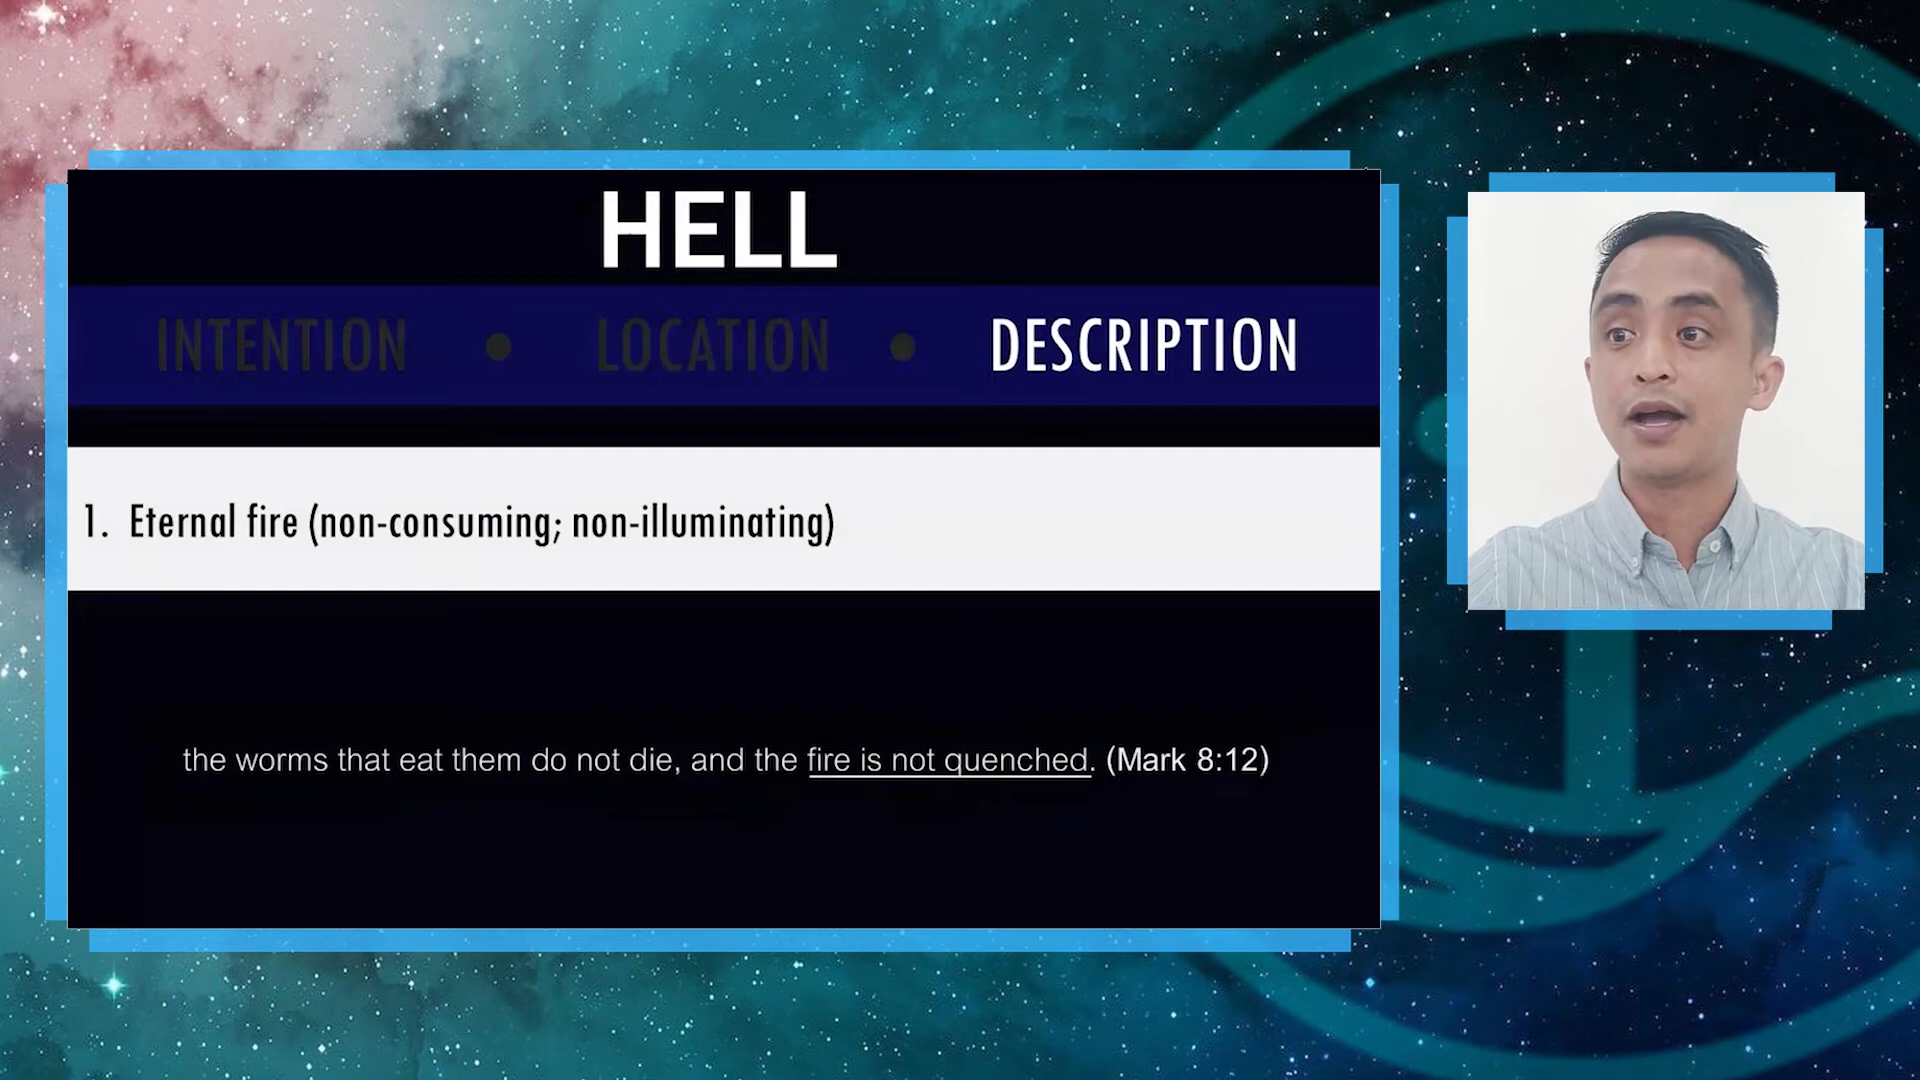 HELL
INTENTION • LOCATION • DESCRIPTION
1. Eternal fire (non-consuming; non-illuminating)
the worms that eat them do not die, and the fire is not quenched. (Mark 8:12)